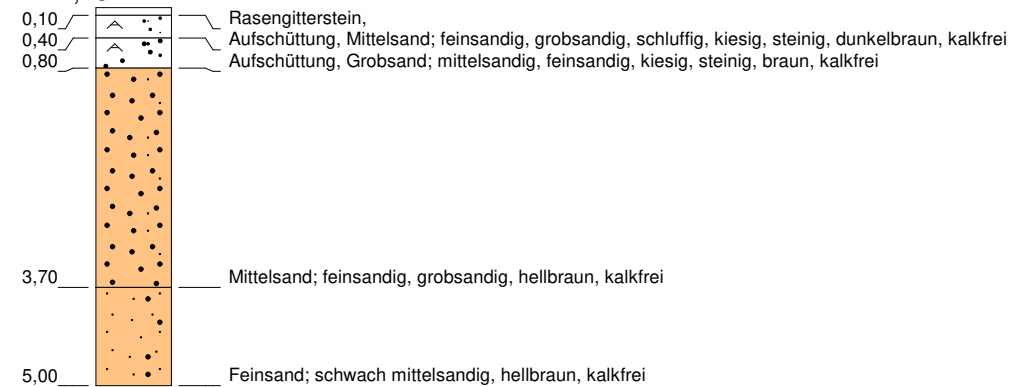 0,10 Rasengitterstein,
0,40 Aufschüttung, Mittelsand; feinsandig, grobsandig, schluffig, kiesig, steinig, dunkelbraun, kalkfrei
0,80 Aufschüttung, Grobsand; mittelsandig, feinsandig, kiesig, steinig, braun, kalkfrei
3,70 Mittelsand; feinsandig, grobsandig, hellbraun, kalkfrei
5,00 Feinsand; schwach mittelsandig, hellbraun, kalkfrei